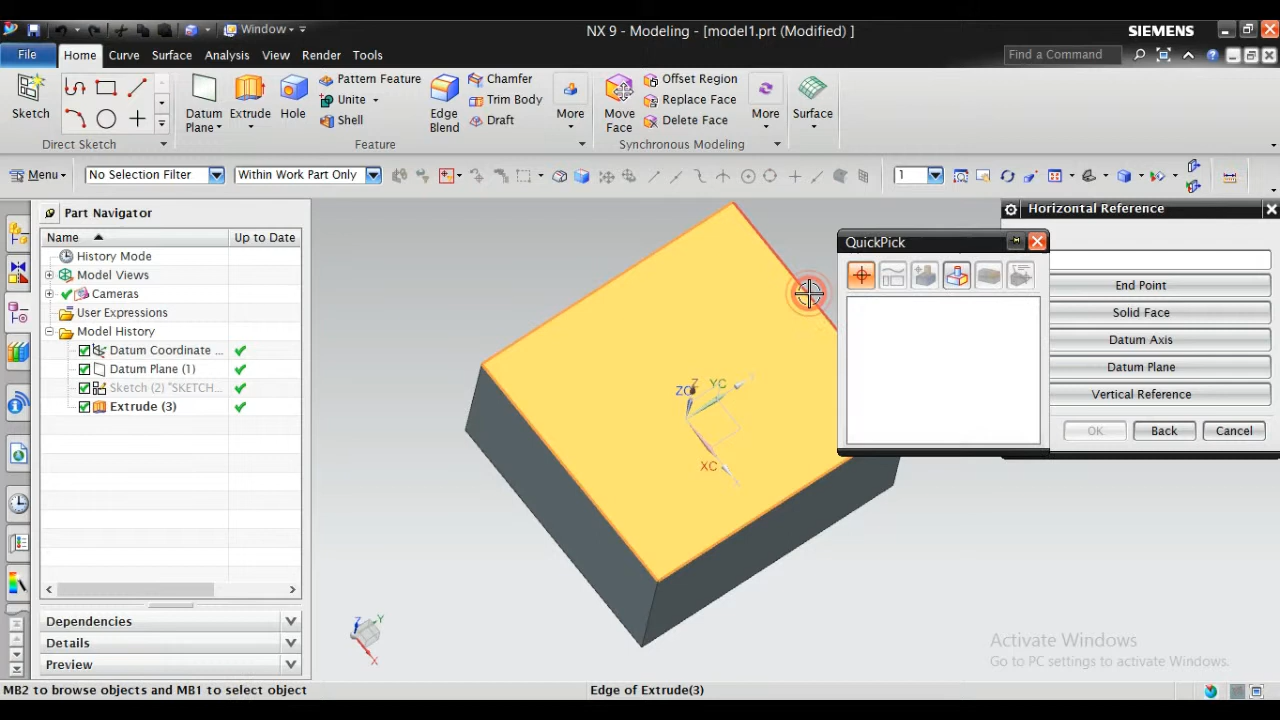 Window
NX 9 - Modeling - [model1.prt (Modified) ]
SIEMENS
File
Home
Curve
Surface
Analysis
View
Render
Tools
Find a Command
Sketch
Direct Sketch
Datum
Plane
Extrude
Hole
Pattern Feature
Unite
Shell
Edge
Blend
Chamfer
Trim Body
Draft
More
Feature
Move
Face
Offset Region
Replace Face
Delete Face
More
Synchronous Modeling
Surface
Menu
No Selection Filter
Within Work Part Only
1
Part Navigator
Name
Up to Date
History Mode
Model Views
Cameras
User Expressions
Model History
Datum Coordinate ...
Datum Plane (1)
Sketch (2) "SKETCH...
Extrude (3)
Dependencies
Details
Preview
ZC
Z
YC
XC
Z
Y
X
QuickPick
Horizontal Reference
End Point
Solid Face
Datum Axis
Datum Plane
Vertical Reference
OK
Back
Cancel
Activate Windows
Go to PC settings to activate Windows.
MB2 to browse objects and MB1 to select object
Edge of Extrude(3)